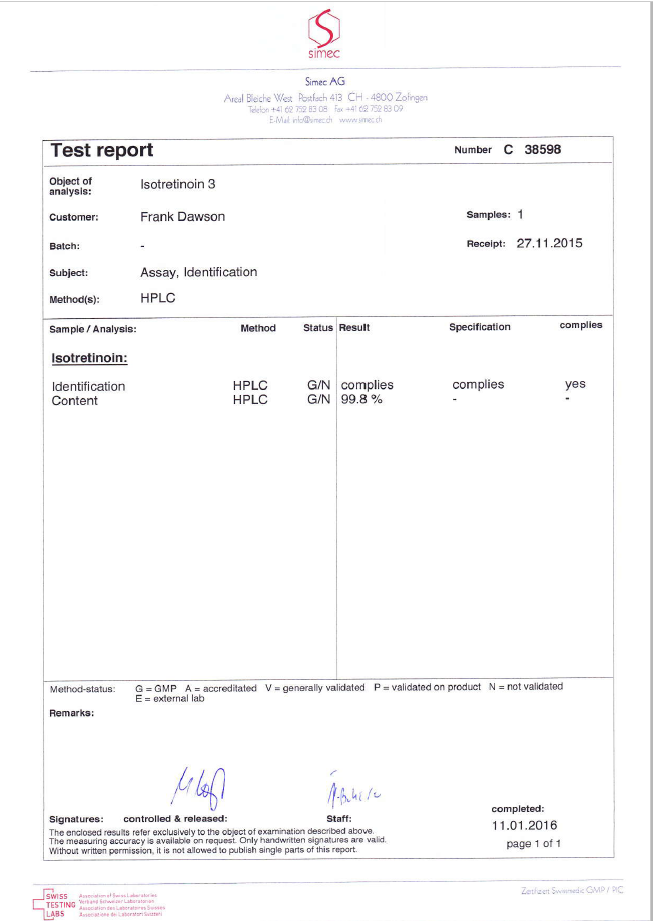 simec
Simec AG
Areal Bleiche West Postfach 413 CH - 4800 Zofingen
Telefon +41 62 752 83 08 Fax +41 62 752 83 09
E-Mail: info@simec.ch www.simec.ch
Test report Number C 38598
Object of analysis: Isotretinoin 3
Customer: Frank Dawson Samples: 1
Batch: - Receipt: 27.11.2015
Subject: Assay, Identification
Method(s): HPLC
Sample / Analysis: Method Status Result Specification complies
Isotretinoin:
Identification HPLC G/N complies complies yes
Content HPLC G/N 99.8 % - -
Method-status: G = GMP A = accreditated V = generally validated P = validated on product N = not validated
E = external lab
Remarks:
completed:
Signatures: controlled & released: Staff:
11.01.2016
The enclosed results refer exclusively to the object of examination described above.
The measuring accuracy is available on request. Only handwritten signatures are valid.
Without written permission, it is not allowed to publish single parts of this report.
page 1 of 1
SWISS TESTING LABS
Association of Swiss Laboratories
Verband Schweizer Laboratorien
Association des Laboratoires Suisses
Associazione dei Laboratori Svizzeri
Zertifiziert Swissmedic GMP / PIC